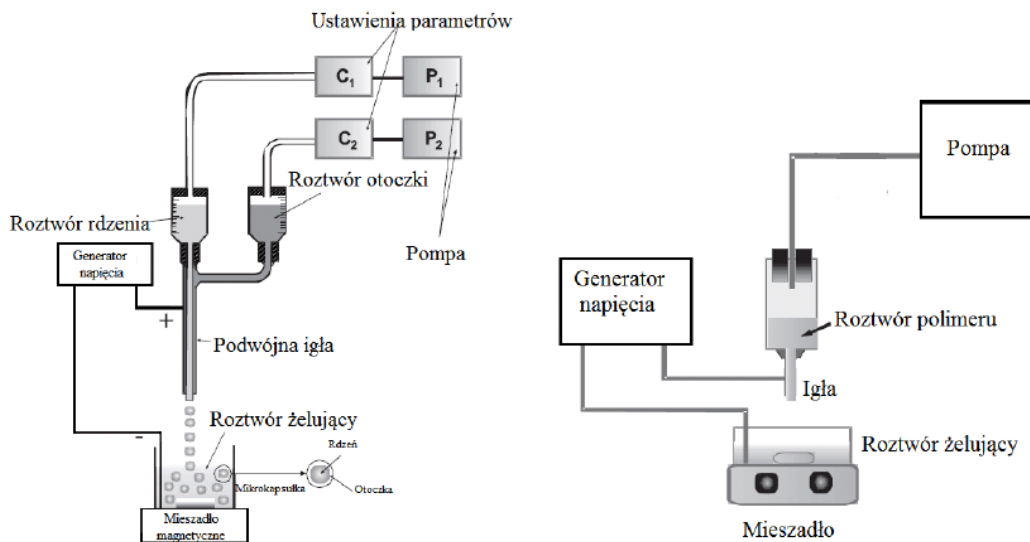 Ustawienia parametrów
C₁
P₁
C₂
P₂
Roztwór otoczki
Roztwór rdzenia
Pompa
Generator
napięcia
+
Podwójna igła
-
Roztwór żelujący
Rdzeń
Mikrokapsułka
Otoczka
Mieszadło
magnetyczne
Pompa
Generator
napięcia
Roztwór polimeru
Igła
Roztwór żelujący
Mieszadło